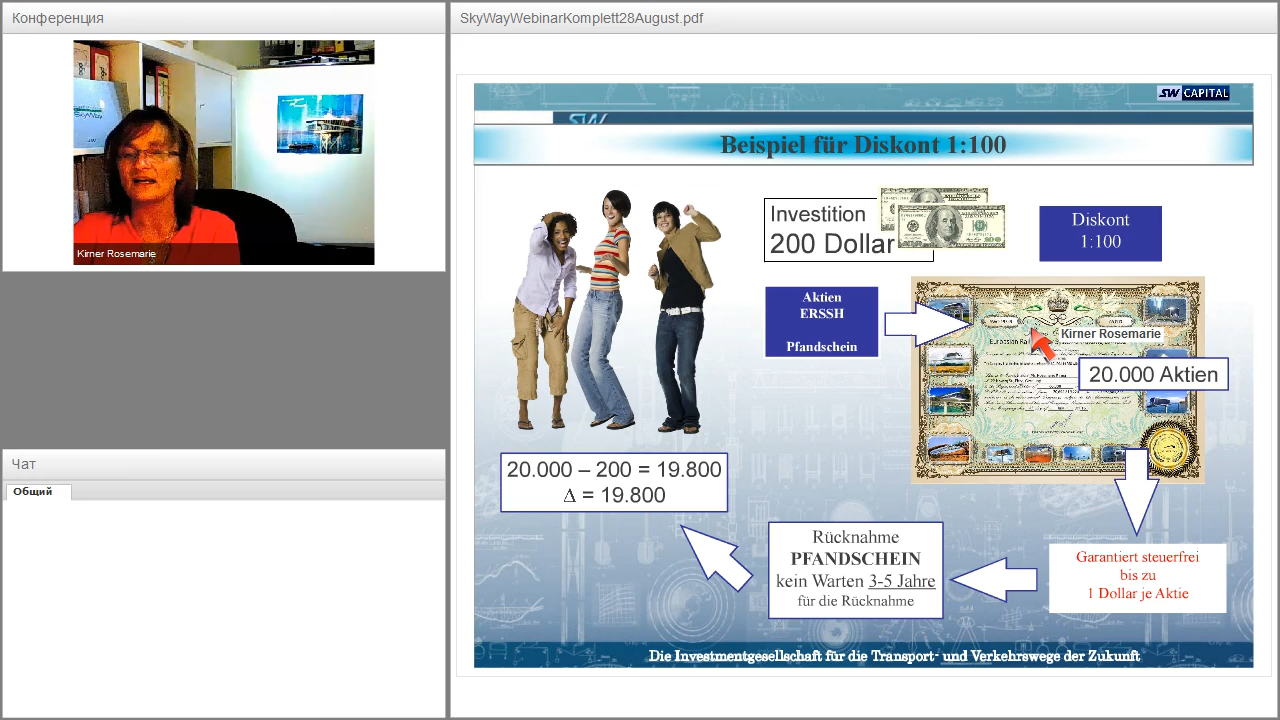 Конференция
Kirner Rosemarie
Чат
Общий
SkyWayWebinarKomplett28August.pdf
SW CAPITAL
SW
Beispiel für Diskont 1:100
Investition
200 Dollar
Diskont
1:100
Aktien
ERSSH
Pfandschein
Kirner Rosemarie
20.000 Aktien
20.000 – 200 = 19.800
Δ = 19.800
Rücknahme
PFANDSCHEIN
kein Warten 3-5 Jahre
für die Rücknahme
Garantiert steuerfrei
bis zu
1 Dollar je Aktie
Die Investmentgesellschaft für die Transport- und Verkehrswege der Zukunft